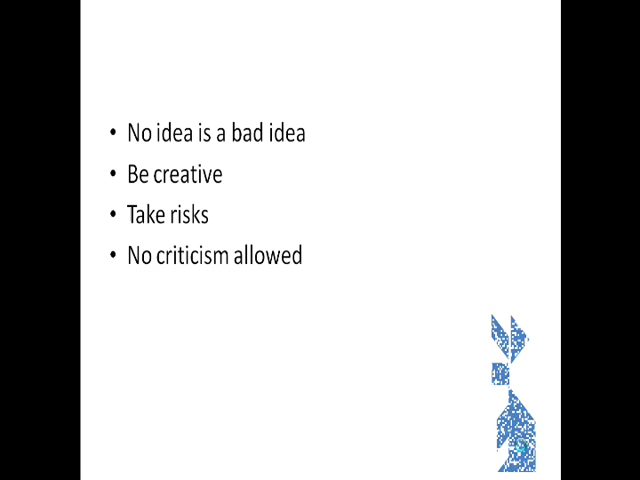 • No idea is a bad idea
• Be creative
• Take risks
• No criticism allowed